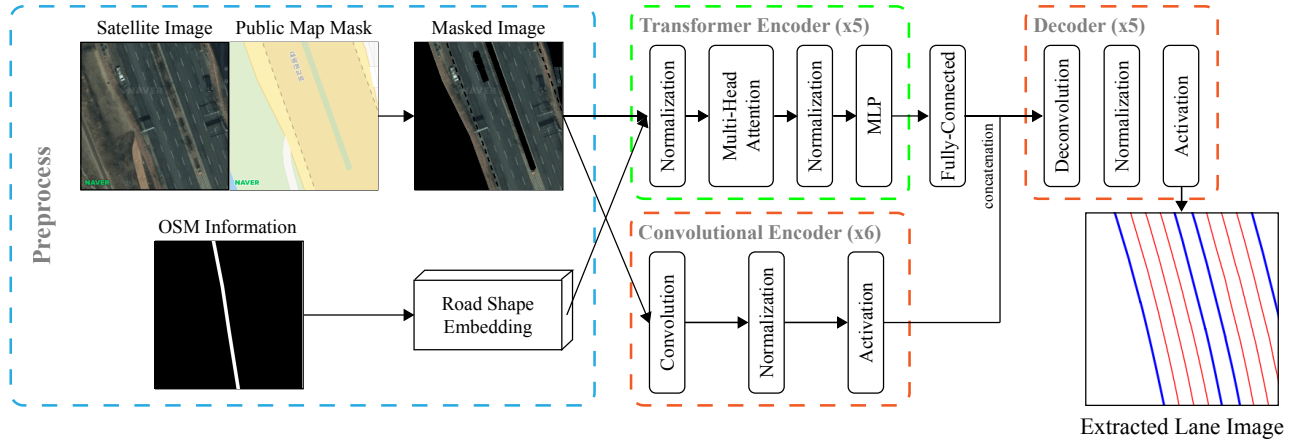 Preprocess
Satellite Image
Public Map Mask
Masked Image
NAVER
NAVER
NAVER
OSM Information
Road Shape
Embedding
Transformer Encoder (x5)
Normalization
Multi-Head
Attention
Normalization
MLP
Fully-Connected
concatenation
Convolutional Encoder (x6)
Convolution
Normalization
Activation
Decoder (x5)
Deconvolution
Normalization
Activation
Extracted Lane Image